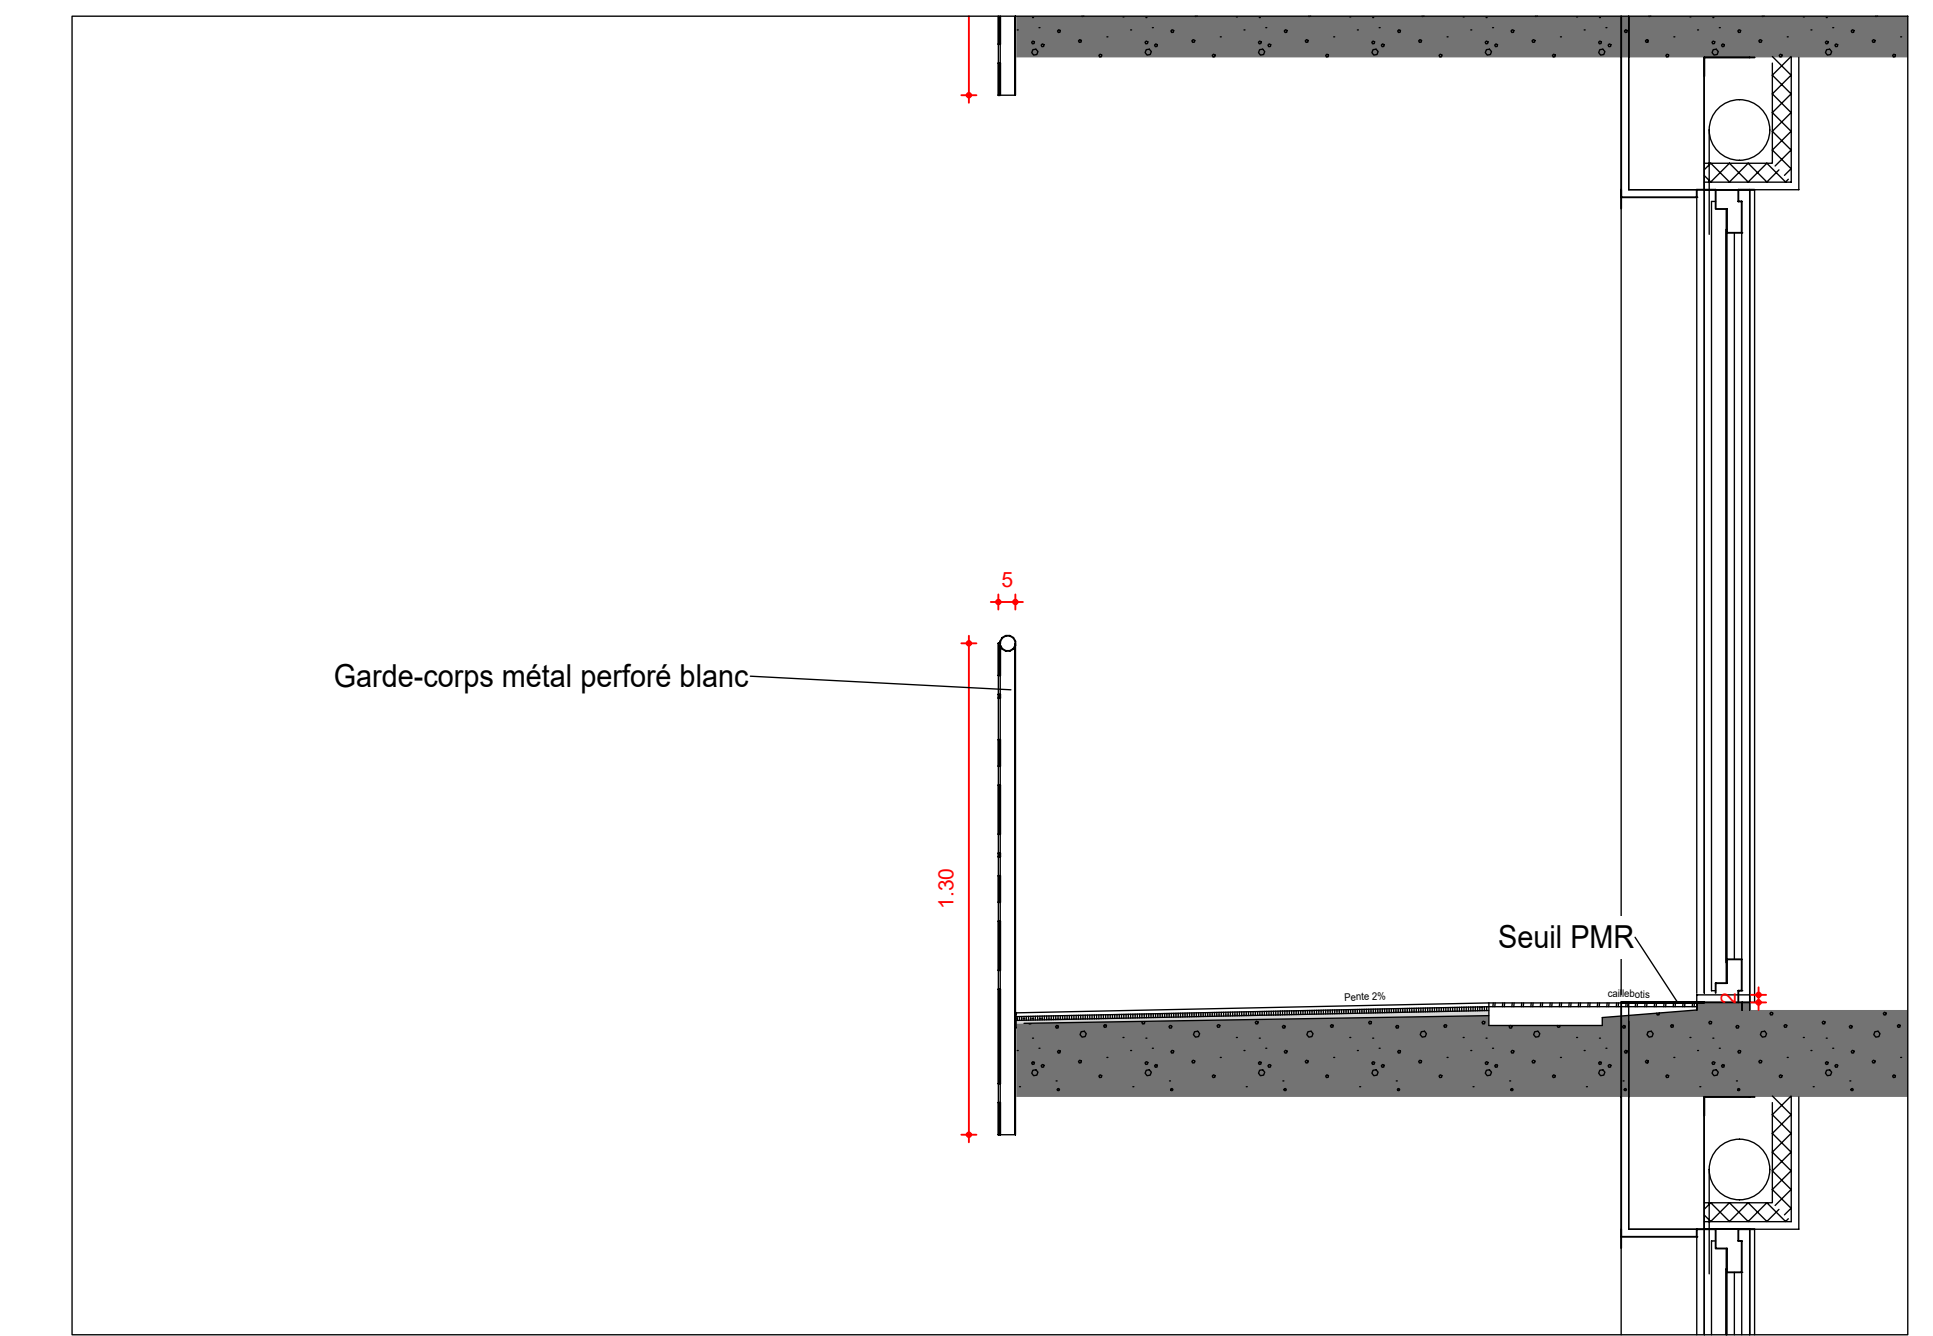 5
Garde-corps métal perforé blanc
1.30
Seuil PMR
Pente 2%
caillebotis
2